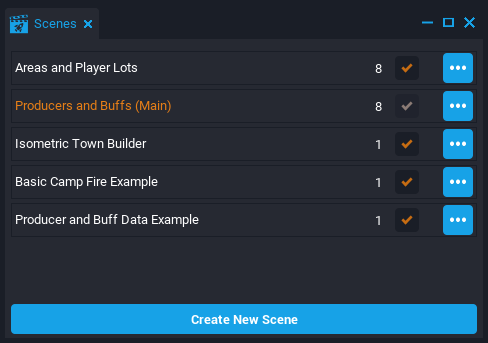 Scenes
Areas and Player Lots 8
Producers and Buffs (Main) 8
Isometric Town Builder 1
Basic Camp Fire Example 1
Producer and Buff Data Example 1
Create New Scene